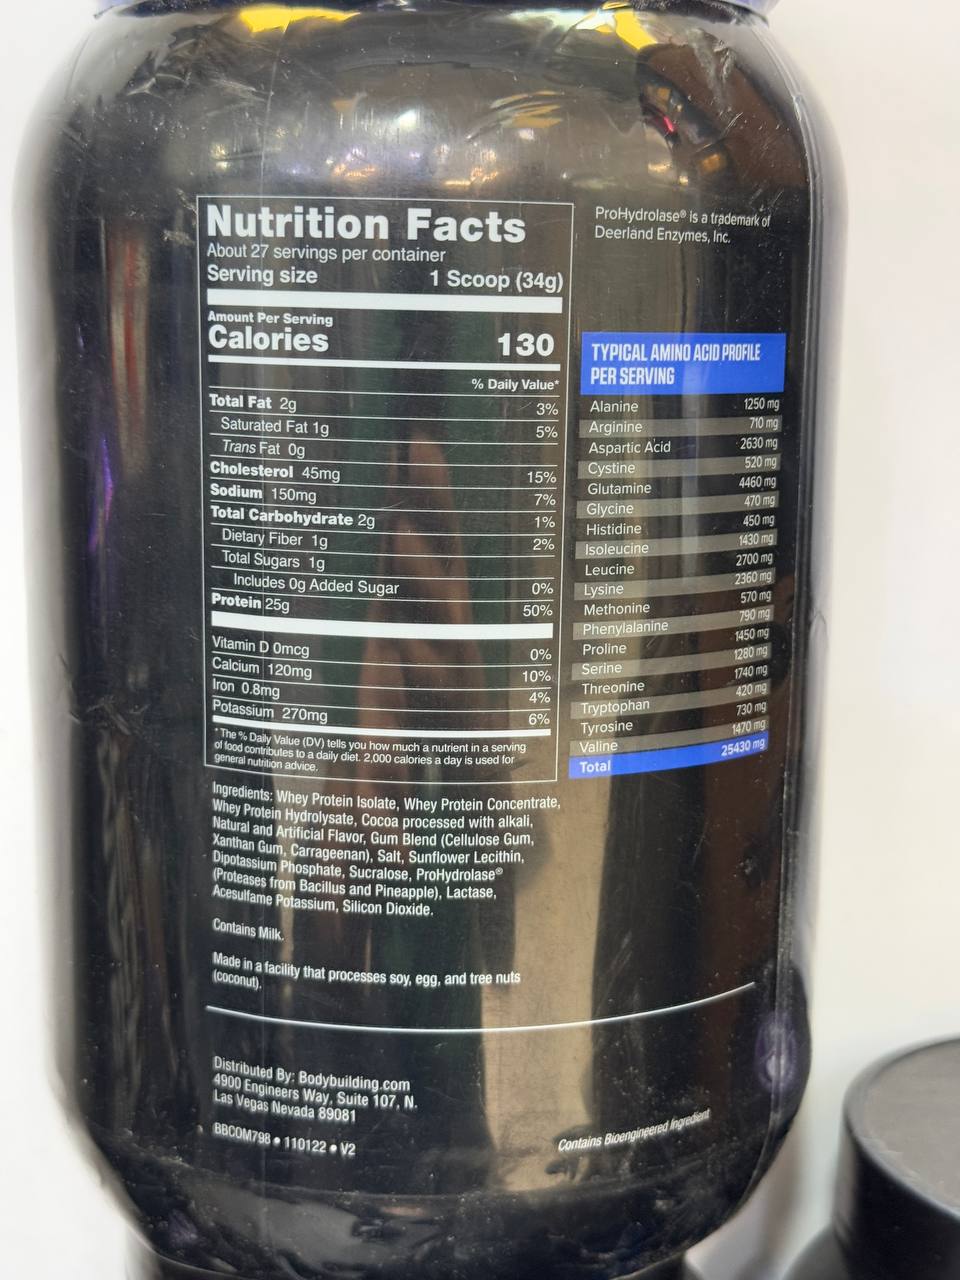 Nutrition Facts
About 27 servings per container
Serving size 1 Scoop (34g)
Amount Per Serving
Calories 130
% Daily Value*
Total Fat 2g 3%
Saturated Fat 1g 5%
Trans Fat 0g
Cholesterol 45mg 15%
Sodium 150mg 7%
Total Carbohydrate 2g 1%
Dietary Fiber 1g 2%
Total Sugars 1g
Includes 0g Added Sugar 0%
Protein 25g 50%
Vitamin D 0mcg 0%
Calcium 120mg 10%
Iron 0.8mg 4%
Potassium 270mg 6%
* The % Daily Value (DV) tells you how much a nutrient in a serving
of food contributes to a daily diet. 2,000 calories a day is used for
general nutrition advice.
Ingredients: Whey Protein Isolate, Whey Protein Concentrate,
Whey Protein Hydrolysate, Cocoa processed with alkali,
Natural and Artificial Flavor, Gum Blend (Cellulose Gum,
Xanthan Gum, Carrageenan), Salt, Sunflower Lecithin,
Dipotassium Phosphate, Sucralose, ProHydrolase®
(Proteases from Bacillus and Pineapple), Lactase,
Acesulfame Potassium, Silicon Dioxide.
Contains Milk.
Made in a facility that processes soy, egg, and tree nuts
(coconut).
ProHydrolase® is a trademark of
Deerland Enzymes, Inc.
TYPICAL AMINO ACID PROFILE
PER SERVING
Alanine 1250 mg
Arginine 710 mg
Aspartic Acid 2630 mg
Cystine 520 mg
Glutamine 4460 mg
Glycine 470 mg
Histidine 450 mg
Isoleucine 1430 mg
Leucine 2700 mg
Lysine 2360 mg
Methonine 570 mg
Phenylalanine 790 mg
Proline 1450 mg
Serine 1280 mg
Threonine 1740 mg
Tryptophan 420 mg
Tyrosine 730 mg
Valine 1470 mg
Total 25430 mg
Distributed By: Bodybuilding.com
4900 Engineers Way, Suite 107, N.
Las Vegas Nevada 89081
BBCOM798 • 110122 • V2
Contains Bioengineered Ingredient